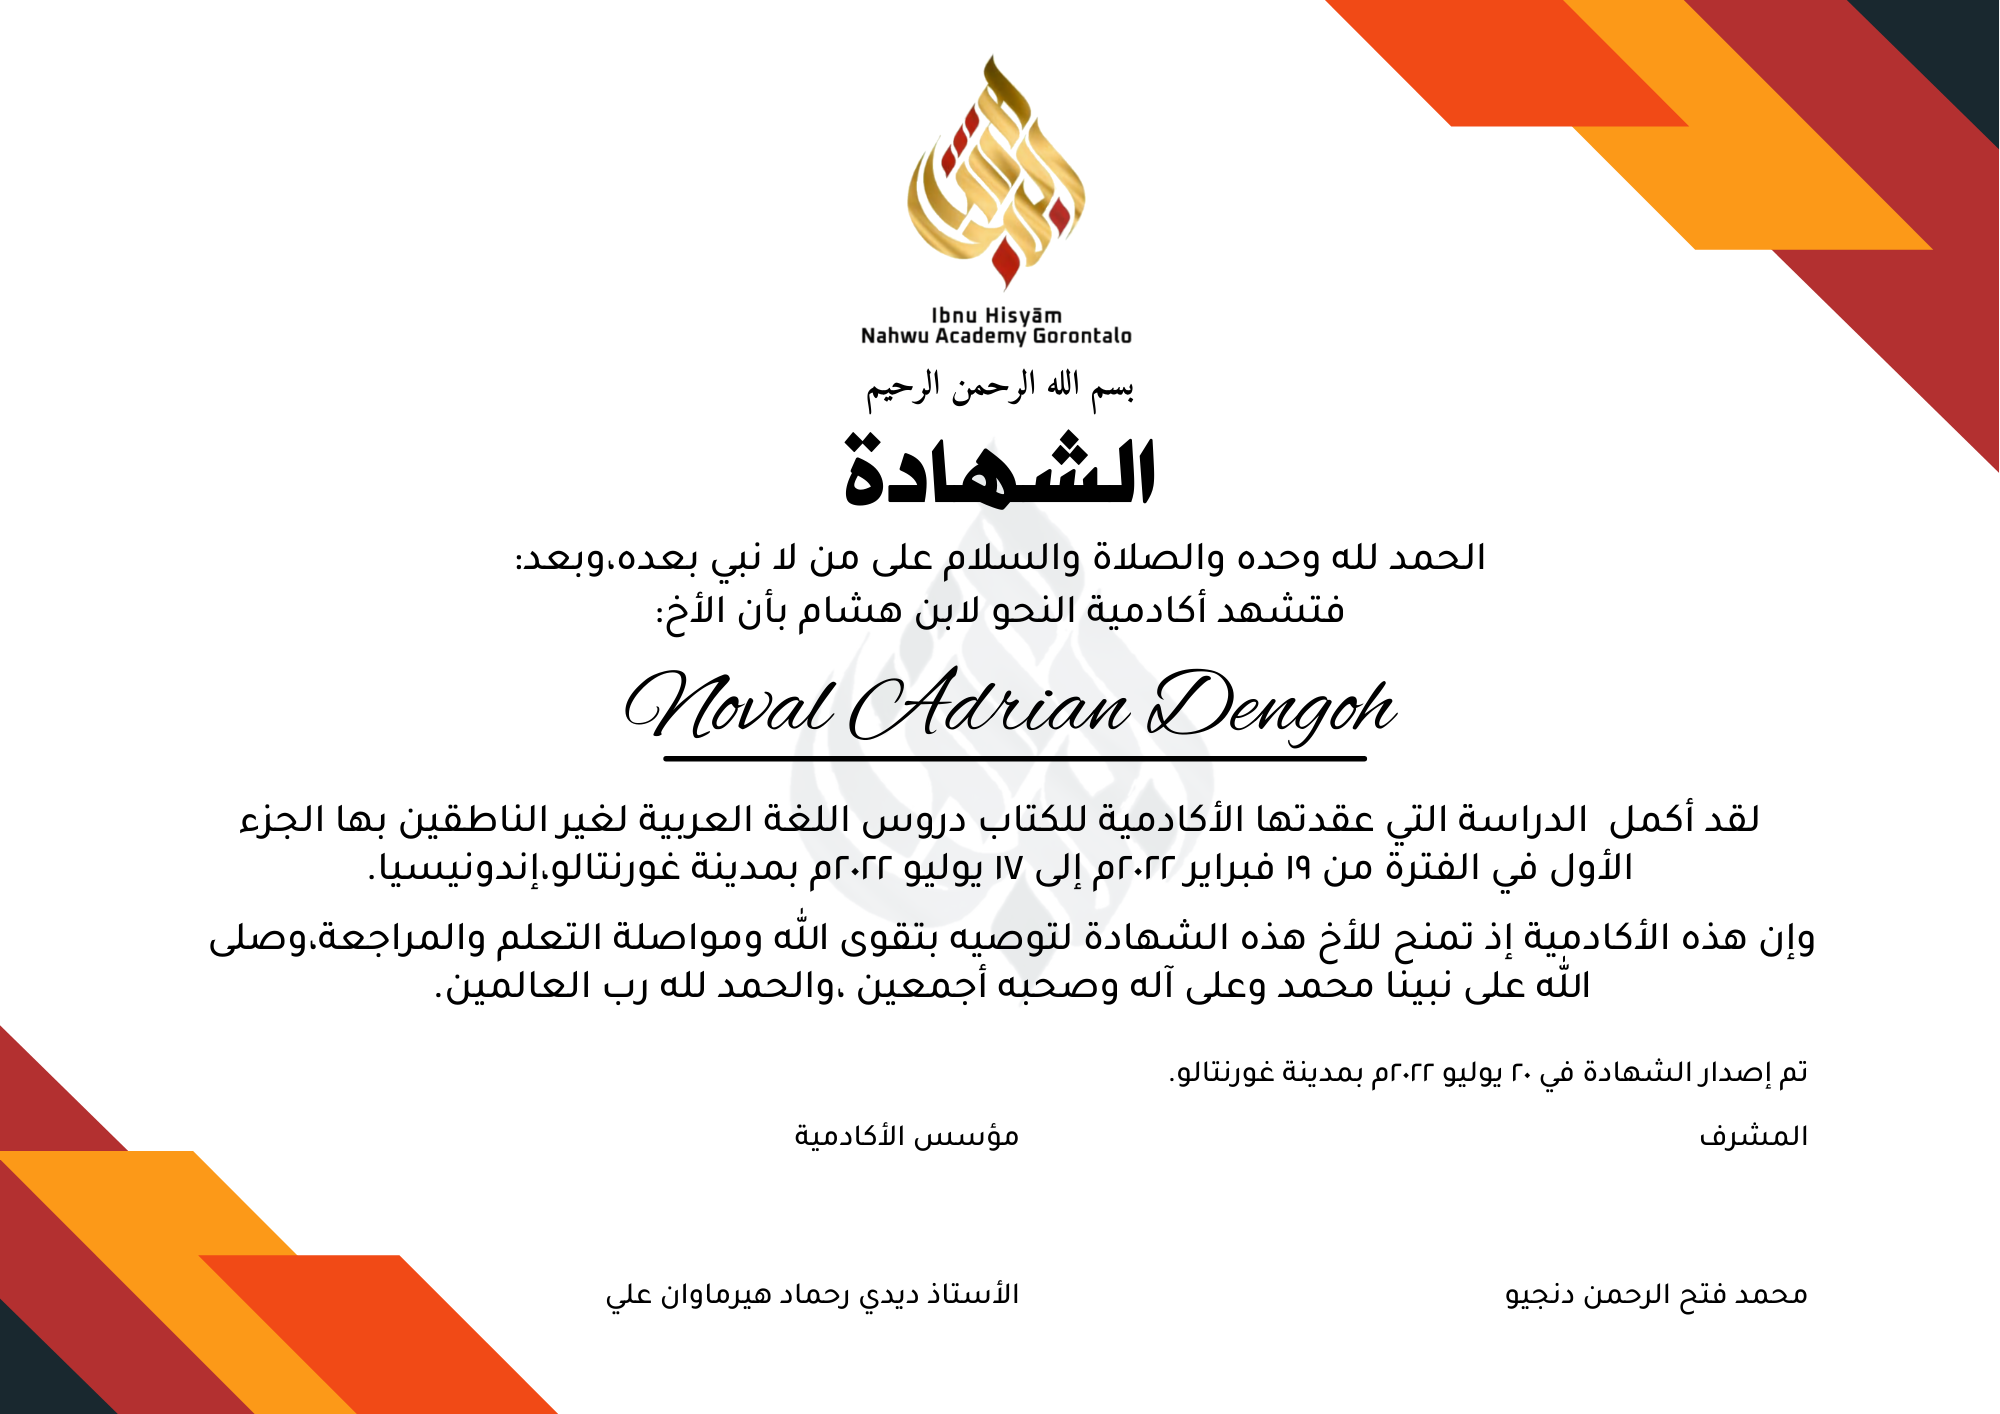 Ibnu Hisyām
Nahwu Academy Gorontalo
بسم الله الرحمن الرحيم
الشهادة
الحمد لله وحده والصلاة والسلام على من لا نبي بعده،وبعد:
فتشهد أكادمية النحو لابن هشام بأن الأخ:
Noval Adrian Dengoh
لقد أكمل الدراسة التي عقدتها الأكادمية للكتاب دروس اللغة العربية لغير الناطقين بها الجزء
الأول في الفترة من ١٩ فبراير ٢٠٢٢م إلى ١٧ يوليو ٢٠٢٢م بمدينة غورنتالو،إندونيسيا.
وإن هذه الأكادمية إذ تمنح للأخ هذه الشهادة لتوصيه بتقوى الله ومواصلة التعلم والمراجعة،وصلى
الله على نبينا محمد وعلى آله وصحبه أجمعين ،والحمد لله رب العالمين.
تم إصدار الشهادة في ٢٠ يوليو ٢٠٢٢م بمدينة غورنتالو.
المشرف
مؤسس الأكادمية
محمد فتح الرحمن دنجيو
الأستاذ ديدي رحماد هيرماوان علي